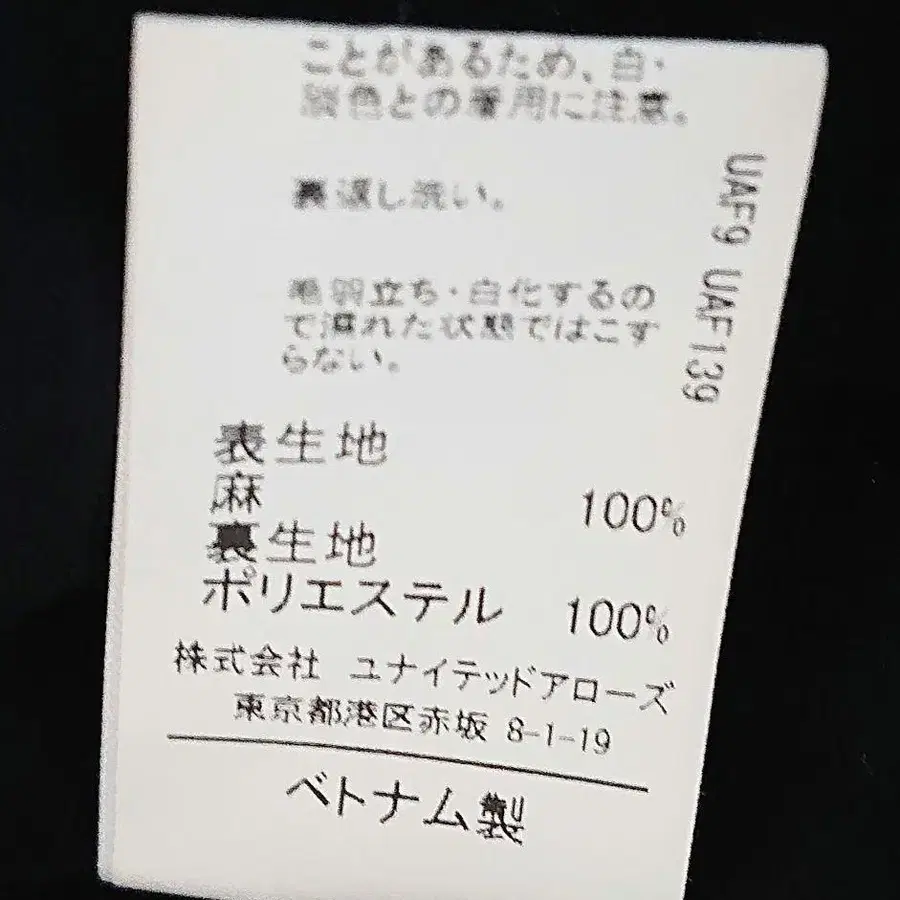 ことがあるため、白・
淡色との着用に注意。
裏返し洗い。
毛羽立ち・白化するの
で濡れた状態ではこす
らない。
表生地
麻 100%
裏生地
ポリエステル 100%
株式会社 ユナイテッドアローズ
東京都港区赤坂 8-1-19
ベトナム製
UAF9 UAF139